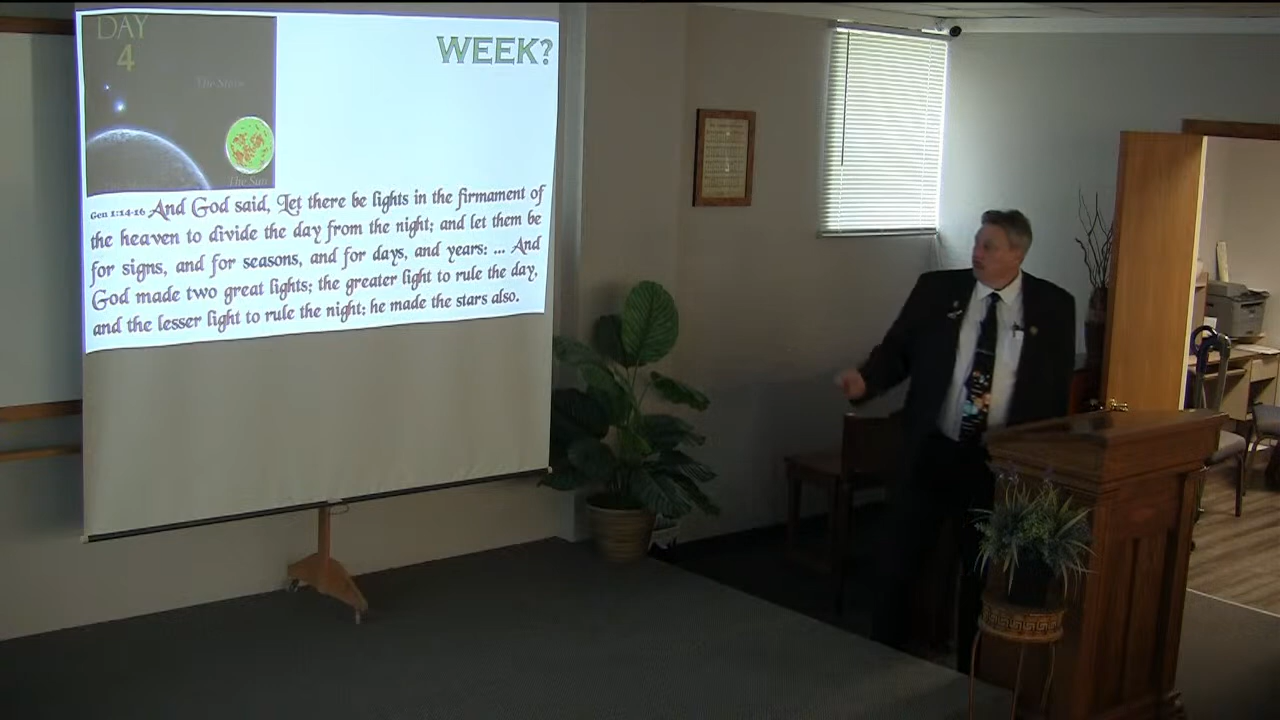 DAY
4
WEEK?
The Stars
The Sun
Gen 1:14-16 And God said, Let there be lights in the firmament of
the heaven to divide the day from the night; and let them be
for signs, and for seasons, and for days, and years: ... And
God made two great lights; the greater light to rule the day,
and the lesser light to rule the night: he made the stars also.